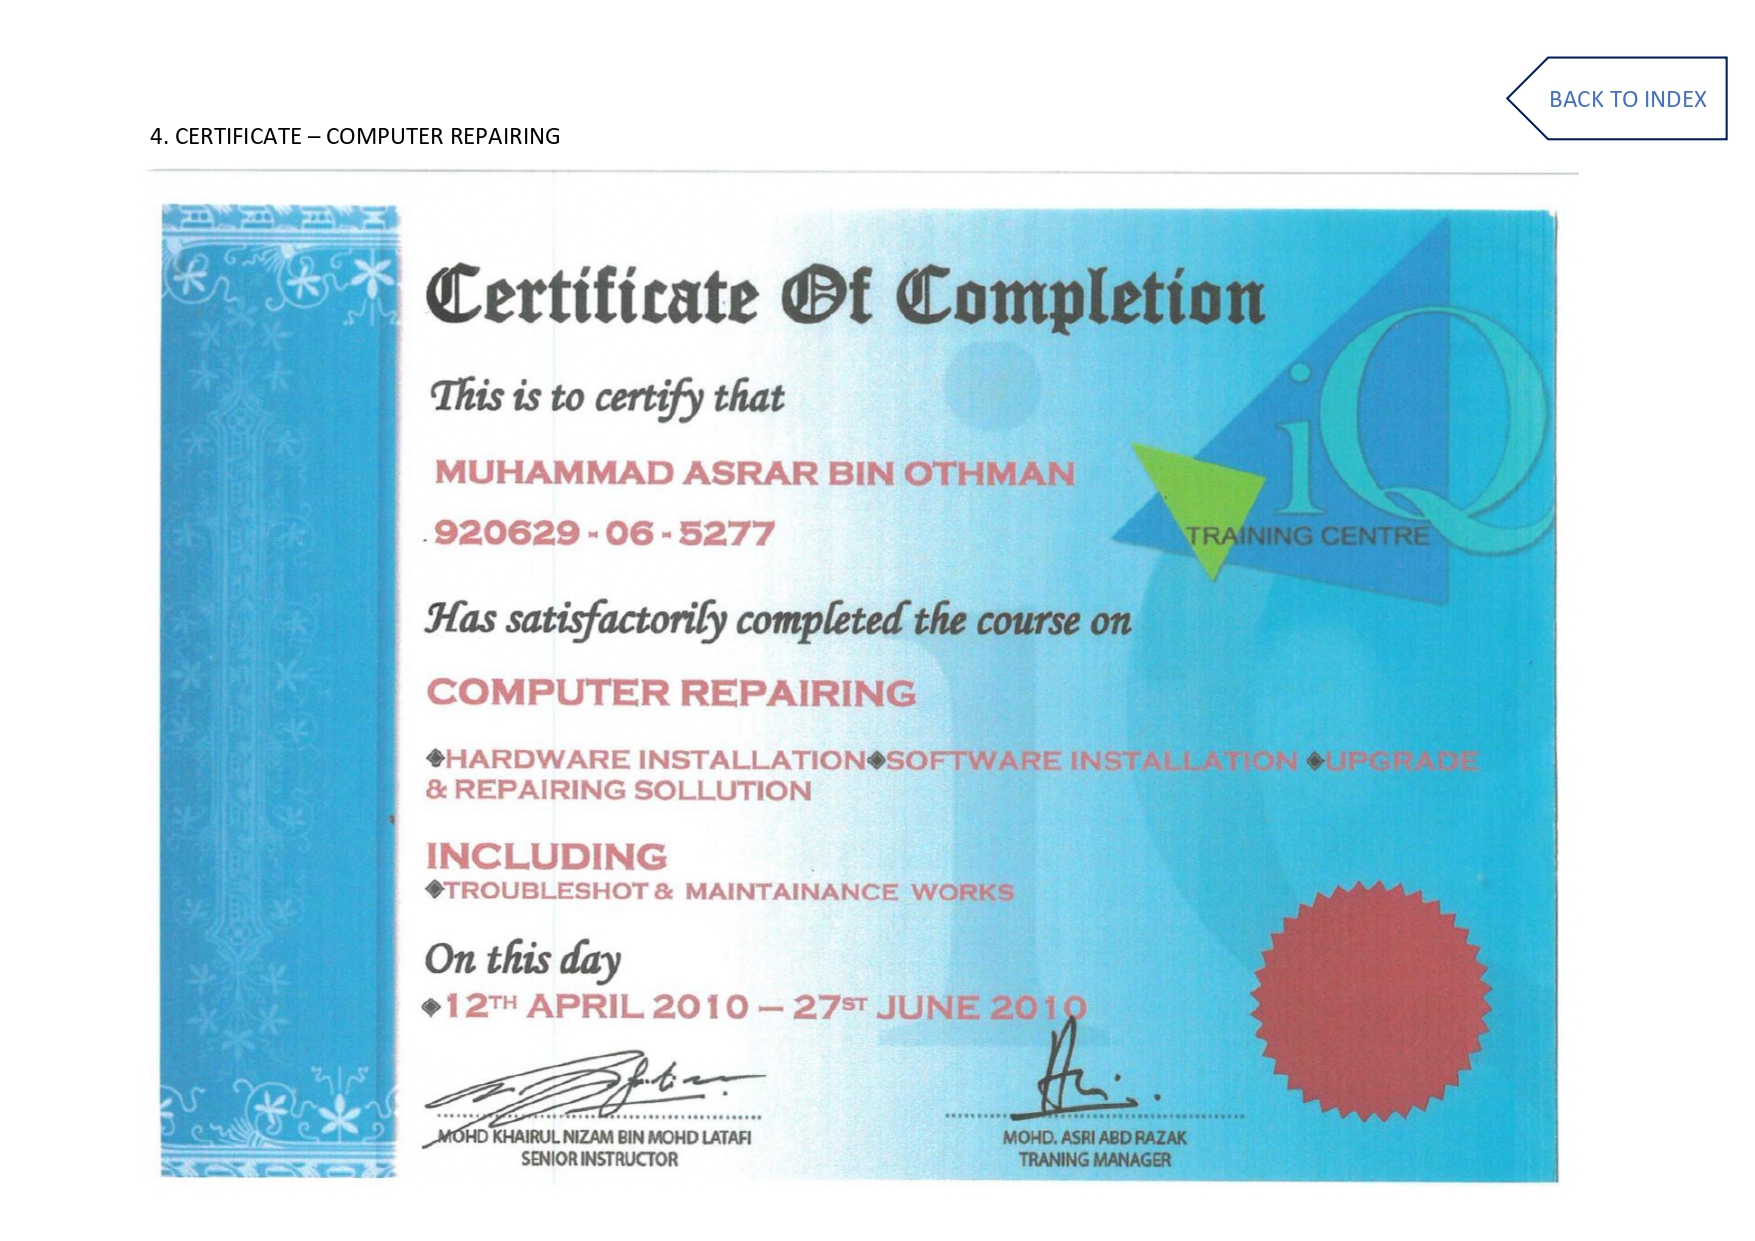 BACK TO INDEX
4. CERTIFICATE – COMPUTER REPAIRING
Certificate Of Completion
This is to certify that
MUHAMMAD ASRAR BIN OTHMAN
920629 - 06 - 5277
iQ
TRAINING CENTRE
Has satisfactorily completed the course on
COMPUTER REPAIRING
◈HARDWARE INSTALLATION◈SOFTWARE INSTALLATION ◈UPGRADE
& REPAIRING SOLLUTION
INCLUDING
◈TROUBLESHOT & MAINTAINANCE WORKS
On this day
◈12TH APRIL 2010 – 27ST JUNE 2010
MOHD KHAIRUL NIZAM BIN MOHD LATAFI
SENIOR INSTRUCTOR
MOHD. ASRI ABD RAZAK
TRANING MANAGER